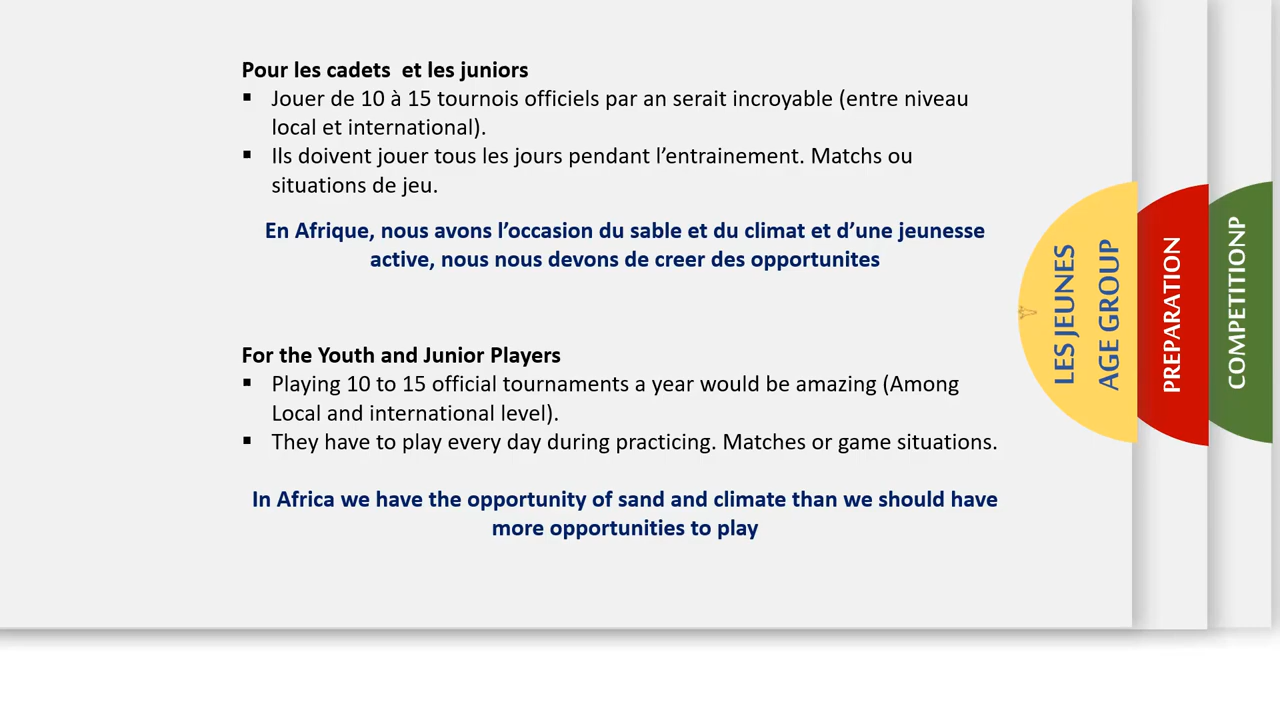 Pour les cadets  et les juniors
▪ Jouer de 10 à 15 tournois officiels par an serait incroyable (entre niveau
local et international).
▪ Ils doivent jouer tous les jours pendant l’entrainement. Matchs ou
situations de jeu.
En Afrique, nous avons l’occasion du sable et du climat et d’une jeunesse
active, nous nous devons de creer des opportunites
For the Youth and Junior Players
▪ Playing 10 to 15 official tournaments a year would be amazing (Among
Local and international level).
▪ They have to play every day during practicing. Matches or game situations.
In Africa we have the opportunity of sand and climate than we should have
more opportunities to play
LES JEUNES
AGE GROUP
PREPARATION
COMPETITIONP